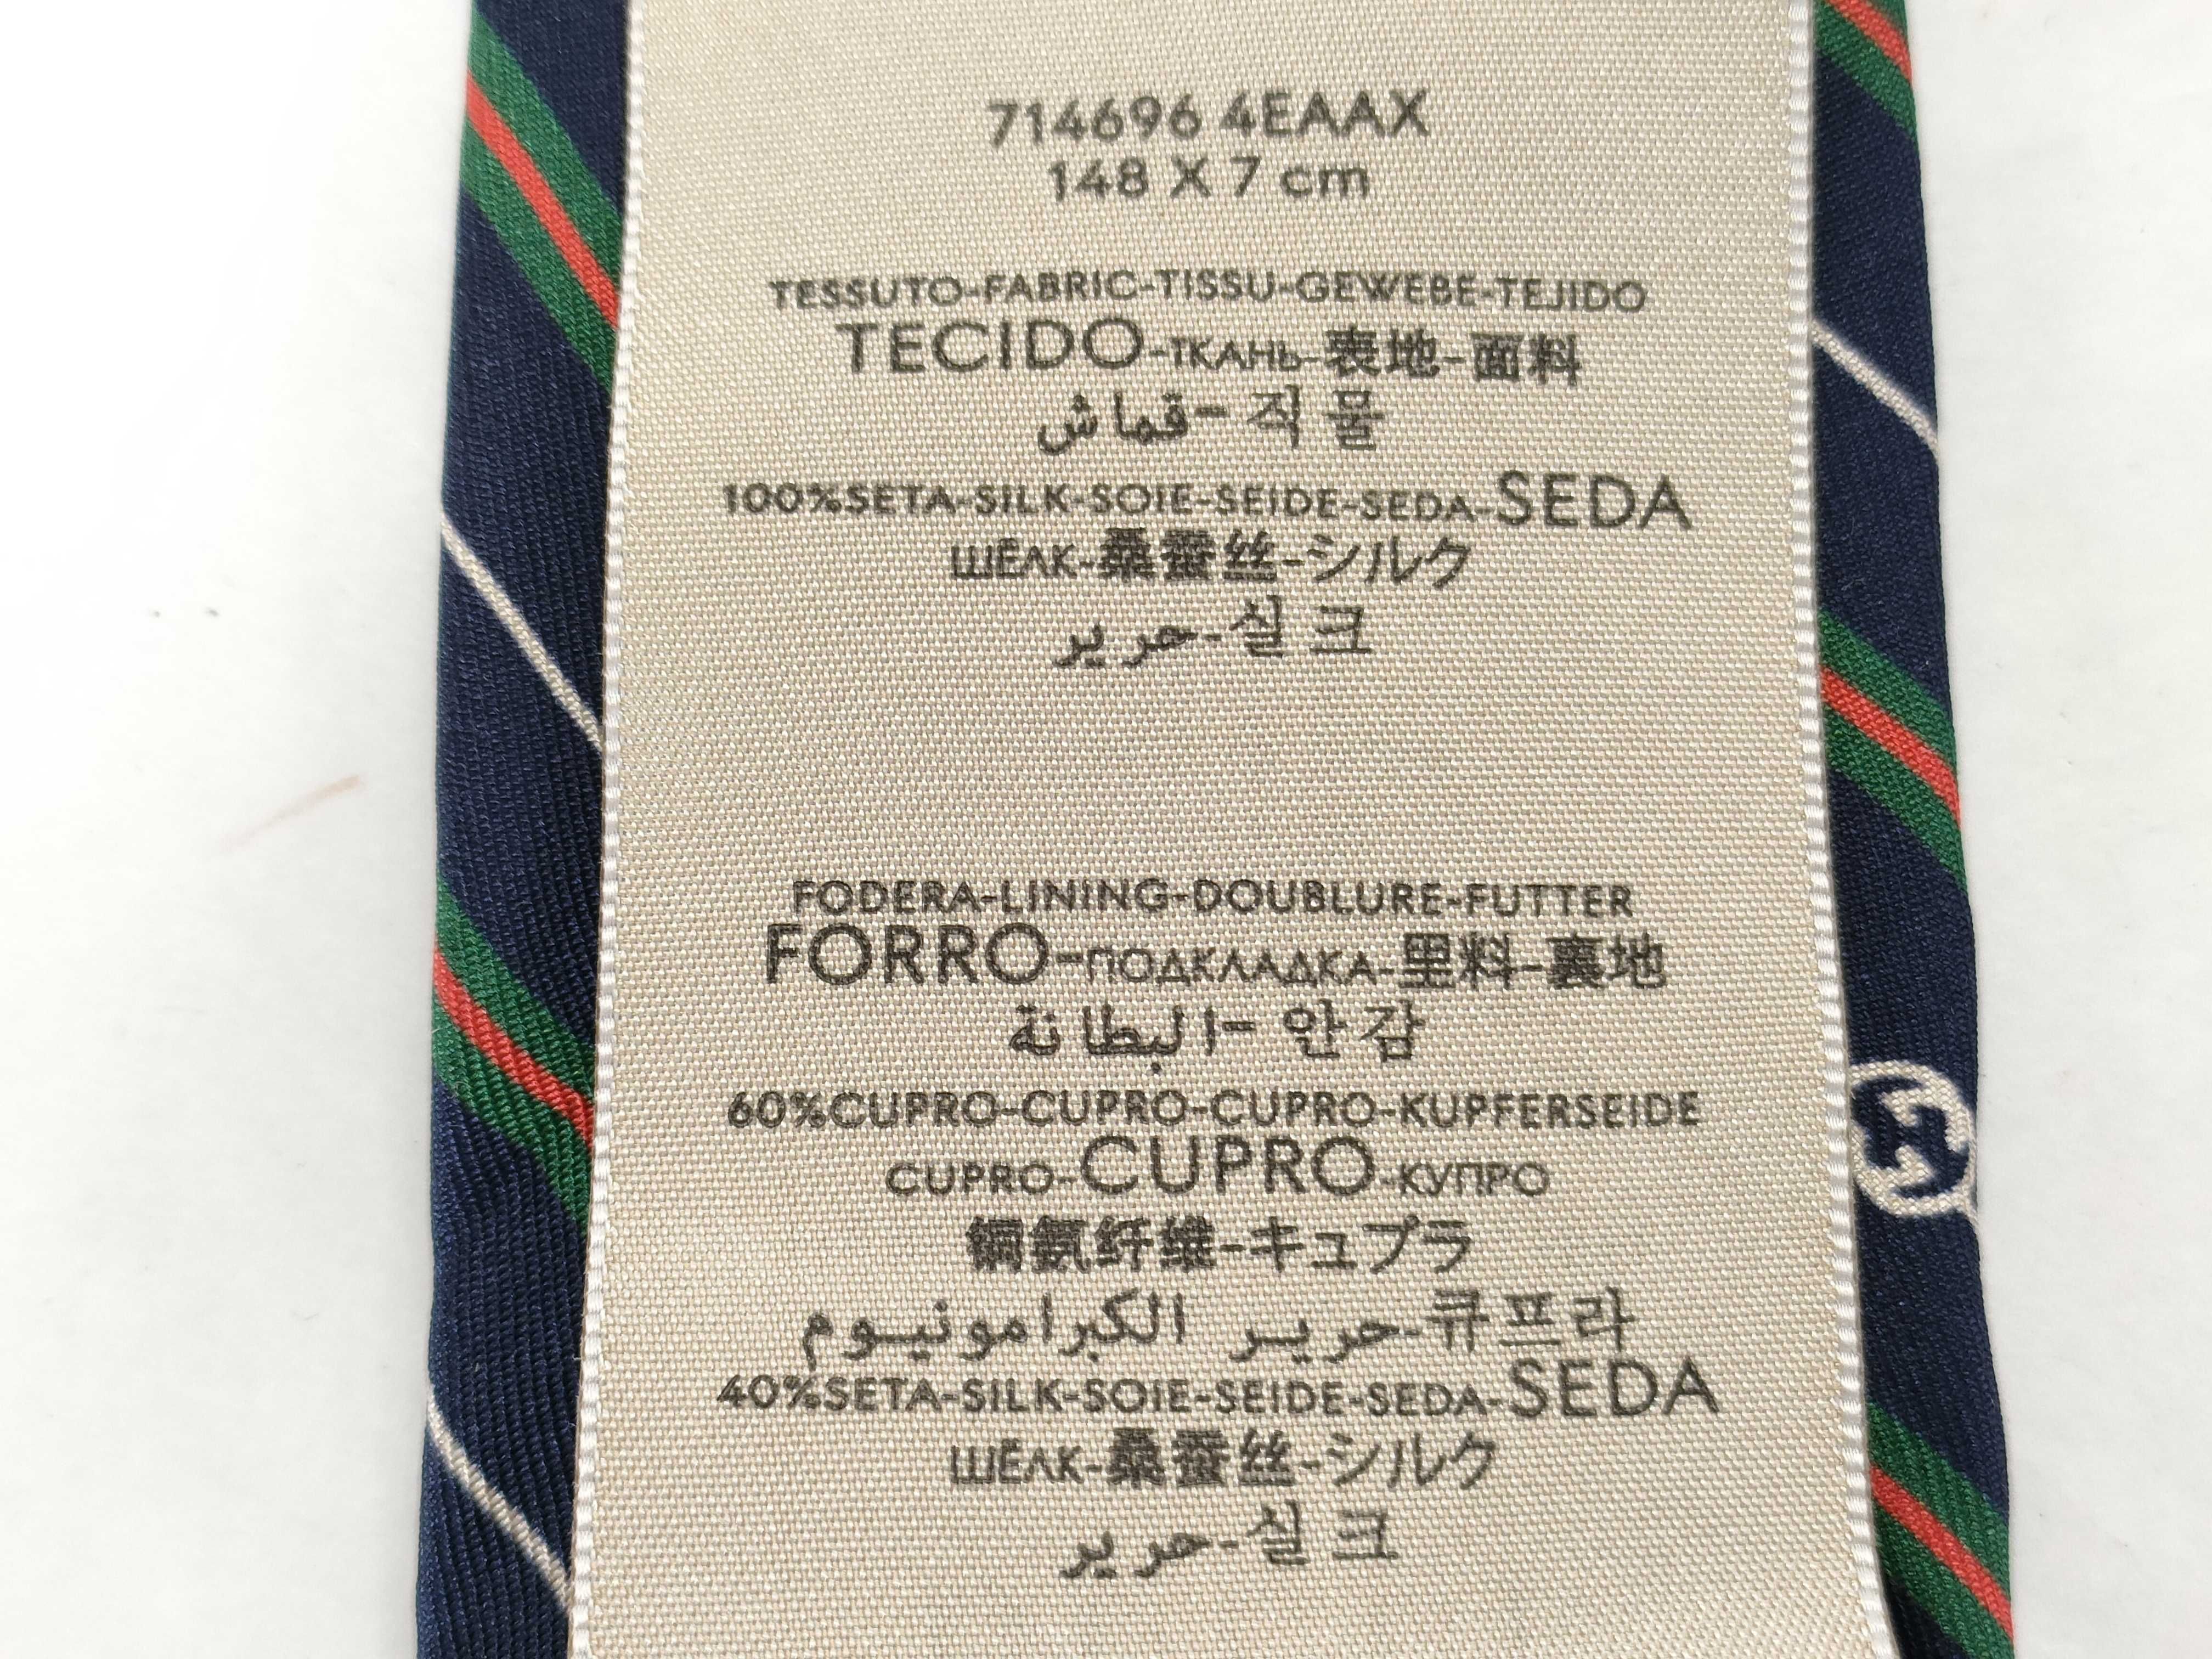 714696 4EAAX
148 X 7 cm
TESSUTO-FABRIC-TISSU-GEWEBE-TEJIDO
TECIDO-ТКАНЬ-表地-面料
قماش-직물
100%SETA-SILK-SOIE-SEIDE-SEDA-SEDA
ШЁЛК-桑蚕丝-シルク
حرير-실크
FODERA-LINING-DOUBLURE-FUTTER
FORRO-ПОДКЛАДКА-里料-裏地
البطانة-안감
60%CUPRO-CUPRO-CUPRO-KUPFERSEIDE
CUPRO-CUPRO-КУПРО
铜氨纤维-キュプラ
حرير الكبرامونيوم-큐프라
40%SETA-SILK-SOIE-SEIDE-SEDA-SEDA
ШЁЛК-桑蚕丝-シルク
حرير-실크